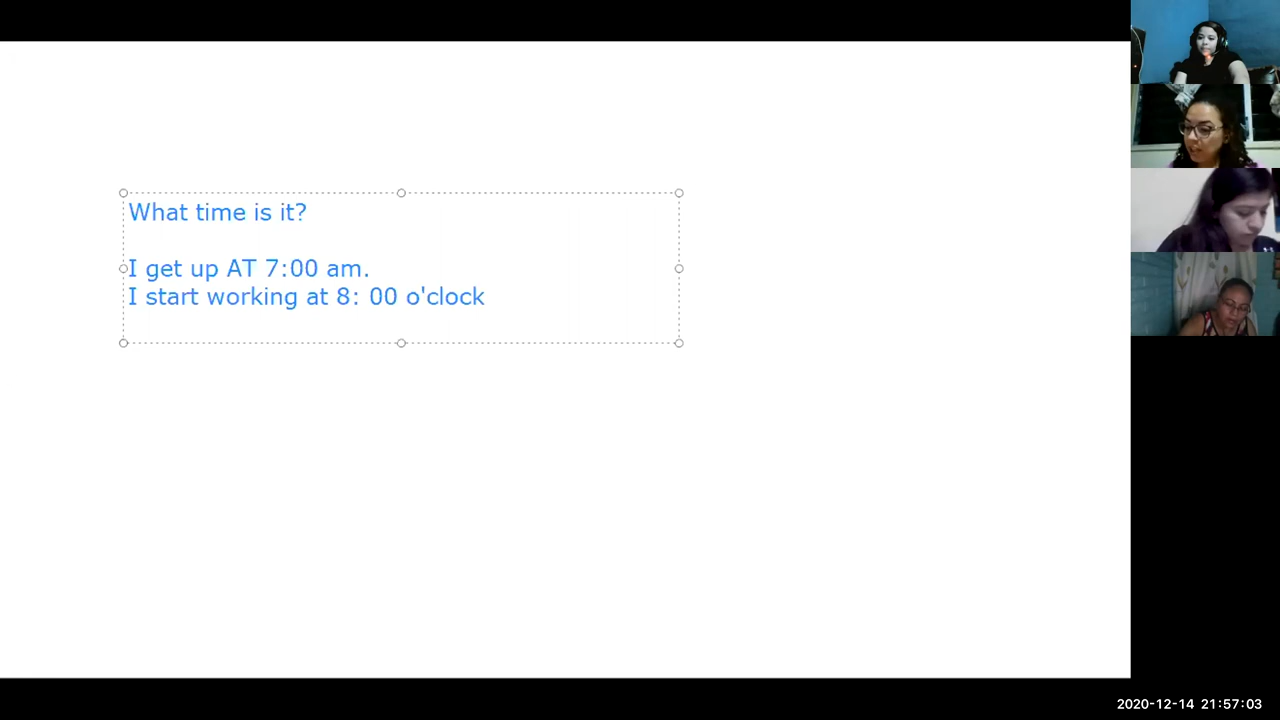 What time is it?
I get up AT 7:00 am.
I start working at 8: 00 o'clock
2020-12-14 21:57:03